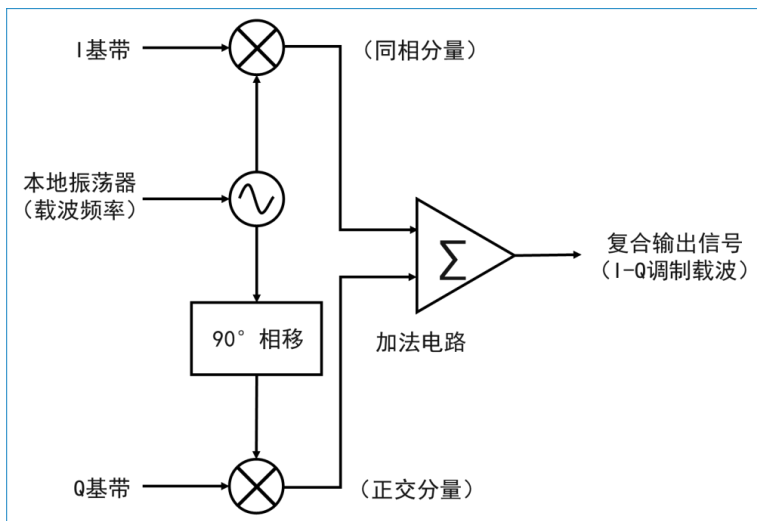 I基带
(同相分量)
本地振荡器
(载波频率)
∑
复合输出信号
(I-Q调制载波)
90° 相移
加法电路
Q基带
(正交分量)